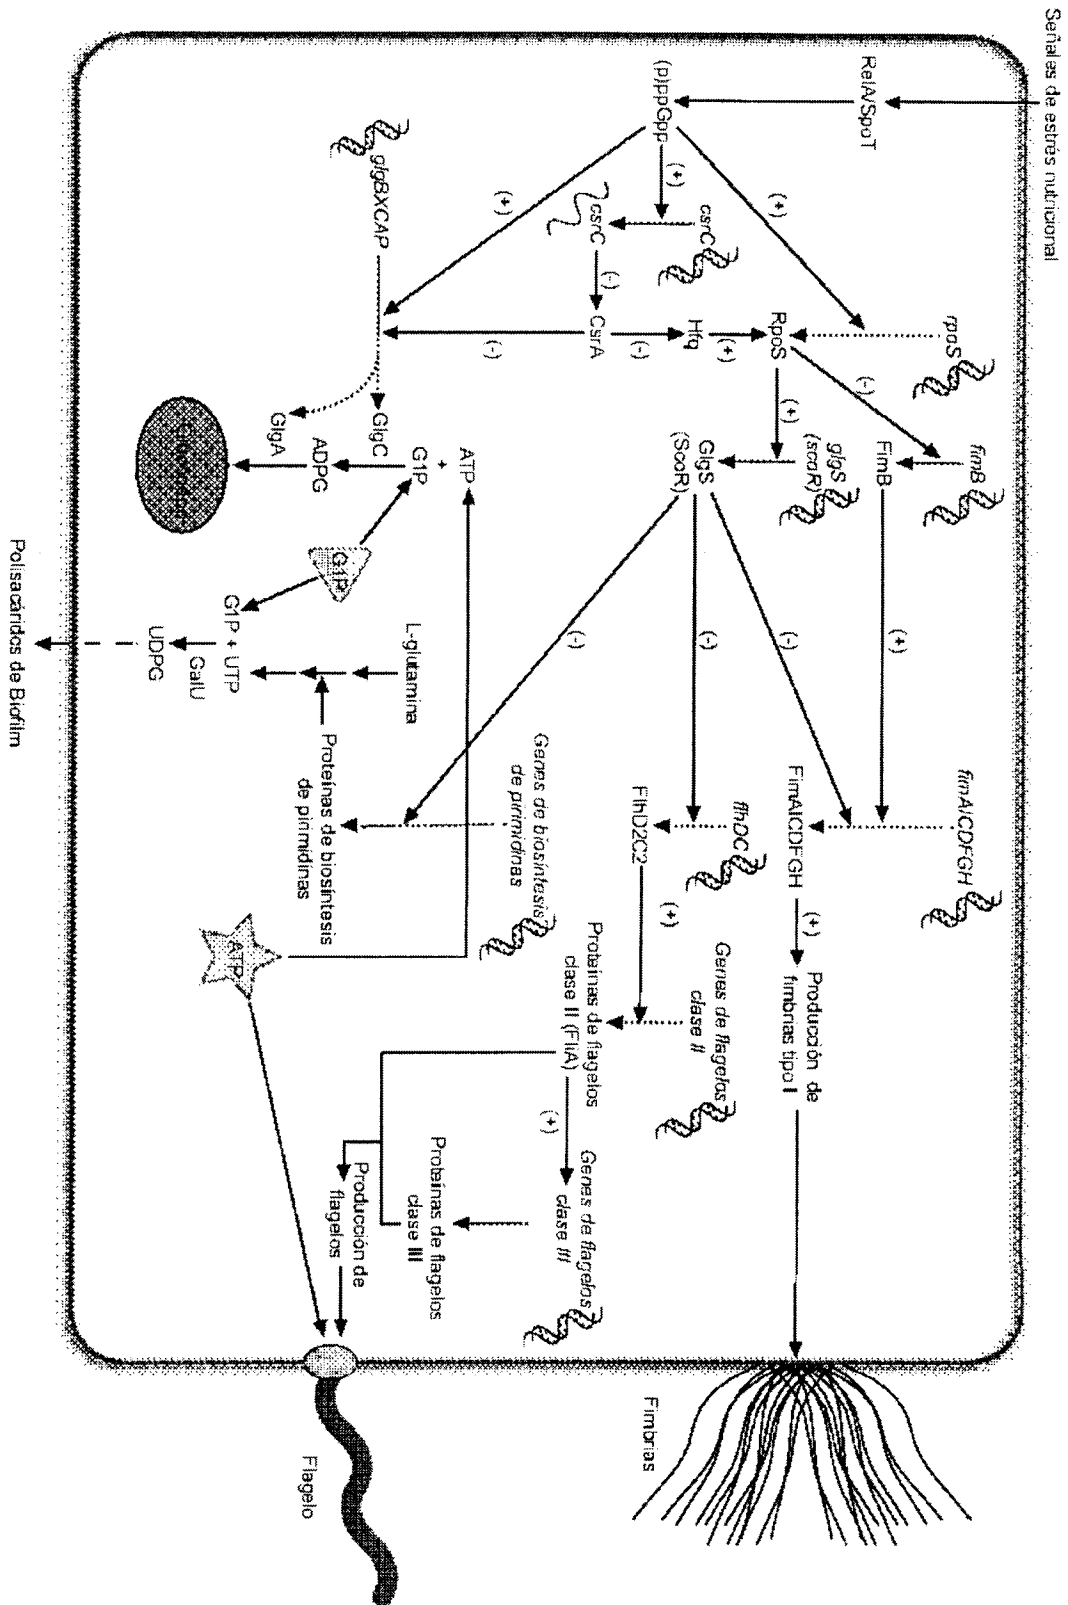 Señales de estrés nutricional
RelA/SpoT
(p)ppGpp
(+)
(+)
(+)
csrC
csrC
(-)
CsrA
(-)
(-)
Hfq
(+)
RpoS
rpoS
(-)
(+)
fimB
FimB
(+)
glgS
(scoR)
GlgS
(ScoR)
(-)
(-)
(-)
glgBXCAP
GlgC
GlgA
ATP
+
G1P
ADPG
G1P
G1P + UTP
GalU
UDPG
L-glutamina
Polisacáridos de Biofilm
fimAICDFGH
FimAICDFGH
(+)
Producción de
fimbrias tipo I
Fimbrias
flhDC
FlhD2C2
(+)
Genes de flagelos
clase II
Proteínas de flagelos
clase II (FliA)
(+)
Genes de flagelos
clase III
Proteínas de flagelos
clase III
Producción de
flagelos
Flagelo
Genes de biosíntesis
de pirimidinas
Proteínas de biosíntesis
de pirimidinas
ATP